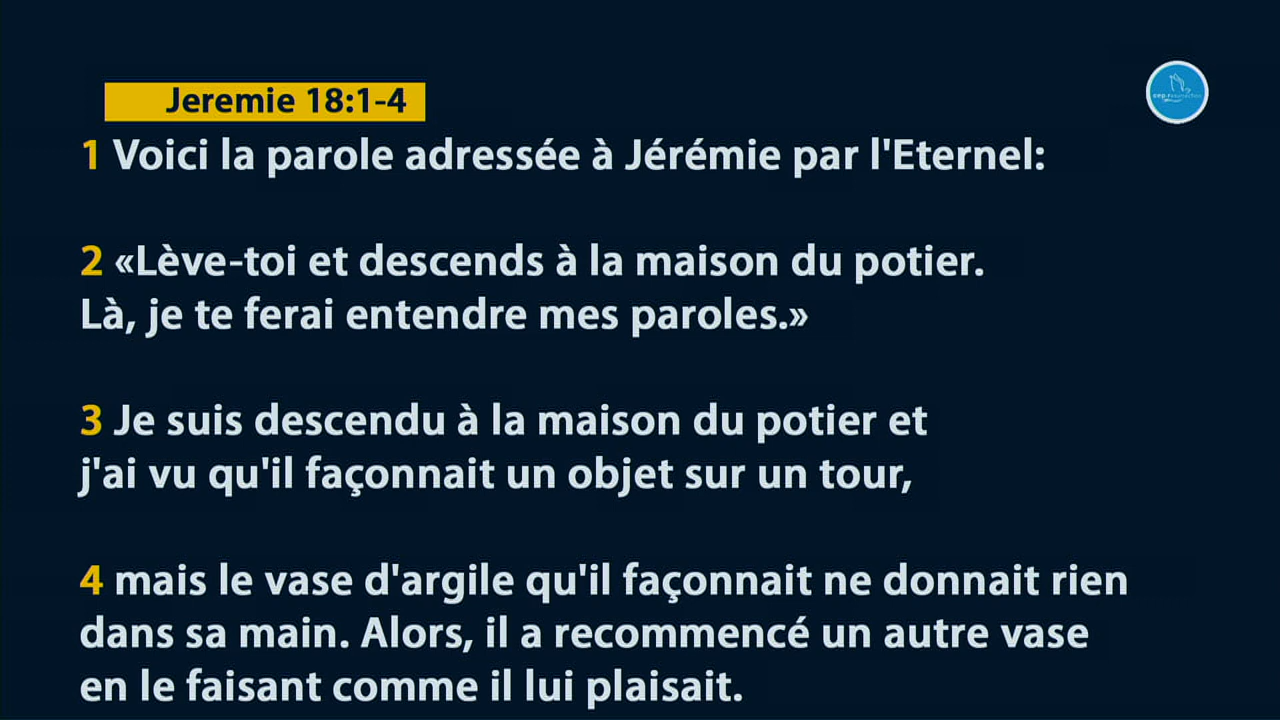 Jeremie 18:1-4
1 Voici la parole adressée à Jérémie par l'Eternel:
2 «Lève-toi et descends à la maison du potier.
Là, je te ferai entendre mes paroles.»
3 Je suis descendu à la maison du potier et
j'ai vu qu'il façonnait un objet sur un tour,
4 mais le vase d'argile qu'il façonnait ne donnait rien
dans sa main. Alors, il a recommencé un autre vase
en le faisant comme il lui plaisait.